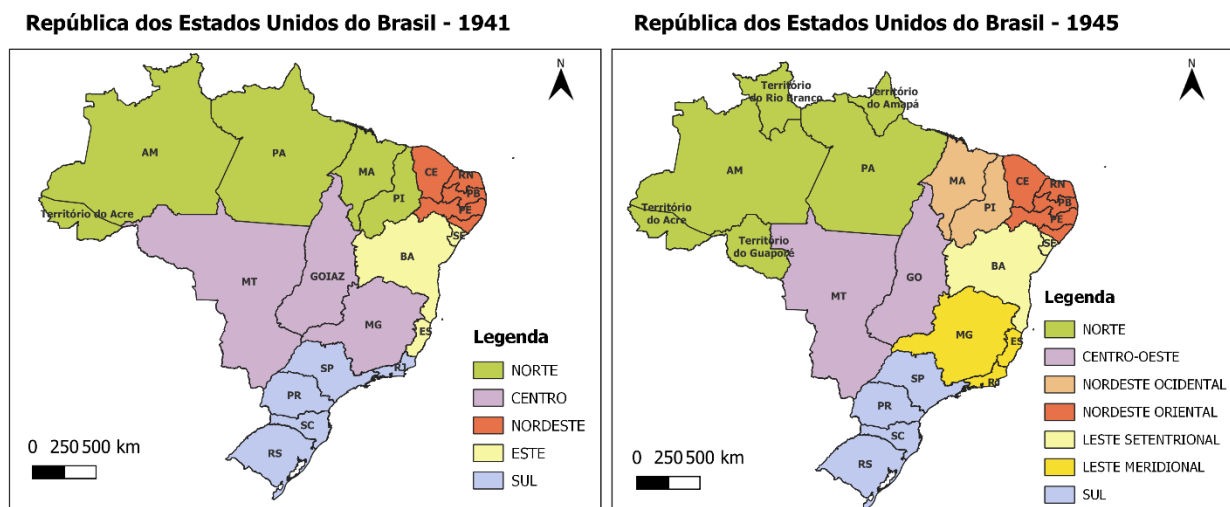 República dos Estados Unidos do Brasil - 1941
N
AM
PA
MA
CE
RN
PB
PI
PE
Território do Acre
SE
BA
MT
GOIAZ
MG
ES
SP
RJ
PR
SC
RS
Legenda
NORTE
CENTRO
NORDESTE
ESTE
SUL
0 250 500 km
República dos Estados Unidos do Brasil - 1945
N
Território
do Rio Branco
Território
do Amapá
AM
PA
MA
CE
RN
PB
PI
PE
Território
do Acre
Território
do Guaporé
SE
BA
MT
GO
MG
ES
SP
RJ
PR
SC
RS
Legenda
NORTE
CENTRO-OESTE
NORDESTE OCIDENTAL
NORDESTE ORIENTAL
LESTE SETENTRIONAL
LESTE MERIDIONAL
SUL
0 250 500 km